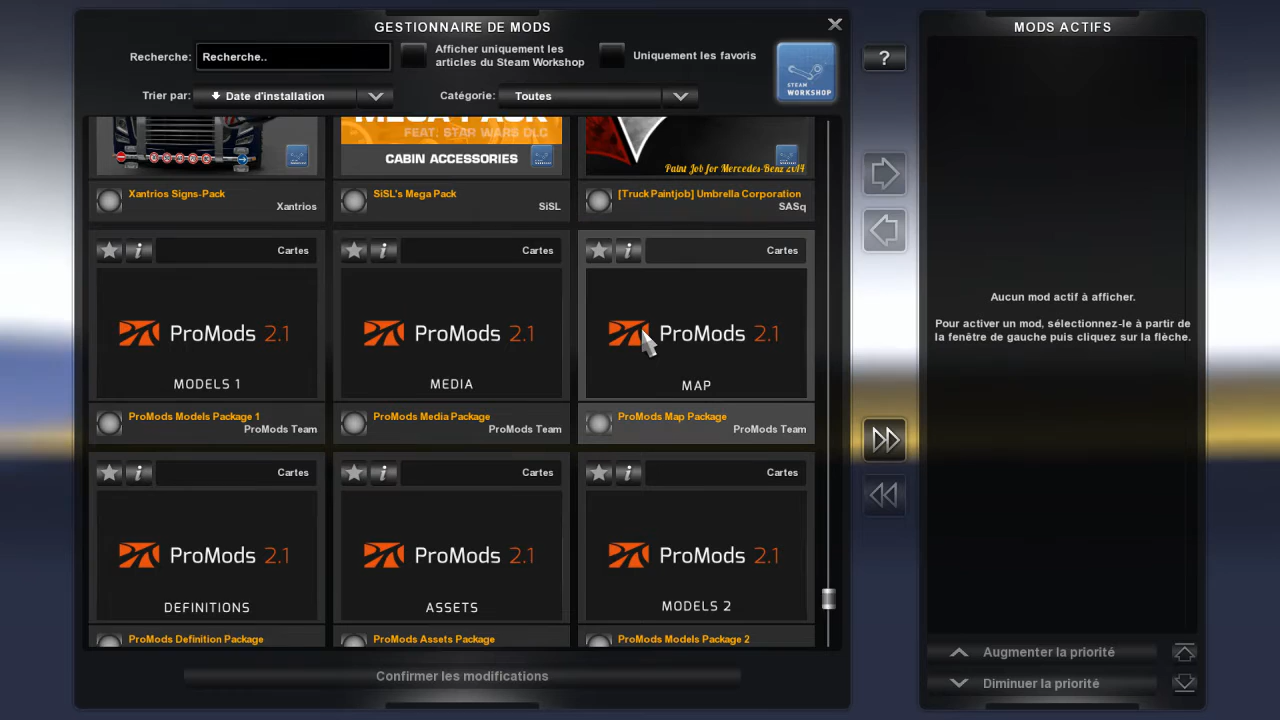 GESTIONNAIRE DE MODS
Recherche: Recherche..
Afficher uniquement les
articles du Steam Workshop
Uniquement les favoris
STEAM
WORKSHOP
Trier par: Date d'installation
Catégorie: Toutes
MEGA PACK
FEAT. STAR WARS DLC
CABIN ACCESSORIES
Paint Job for Mercedes-Benz 2014
Xantrios Signs-Pack
Xantrios
SiSL's Mega Pack
SiSL
[Truck Paintjob] Umbrella Corporation
SASq
Cartes
ProMods 2.1
MODELS 1
ProMods Models Package 1
ProMods Team
Cartes
ProMods 2.1
MEDIA
ProMods Media Package
ProMods Team
Cartes
ProMods 2.1
MAP
ProMods Map Package
ProMods Team
Cartes
ProMods 2.1
DEFINITIONS
ProMods Definition Package
Cartes
ProMods 2.1
ASSETS
ProMods Assets Package
Cartes
ProMods 2.1
MODELS 2
ProMods Models Package 2
Confirmer les modifications
?
MODS ACTIFS
Aucun mod actif à afficher.
Pour activer un mod, sélectionnez-le à partir de
la fenêtre de gauche puis cliquez sur la flèche.
Augmenter la priorité
Diminuer la priorité